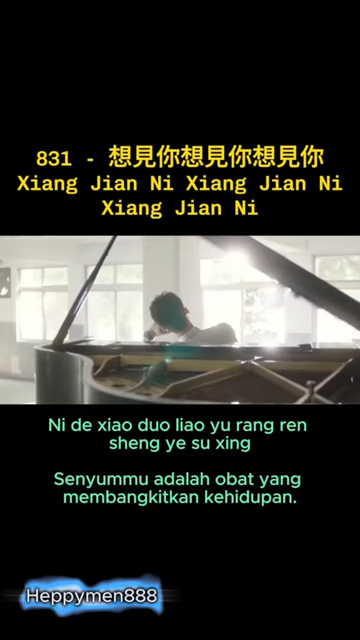 831 - 想見你想見你想見你
Xiang Jian Ni Xiang Jian Ni
Xiang Jian Ni
Ni de xiao duo liao yu rang ren
sheng ye su xing
Senyummu adalah obat yang
membangkitkan kehidupan.
Heppymen888